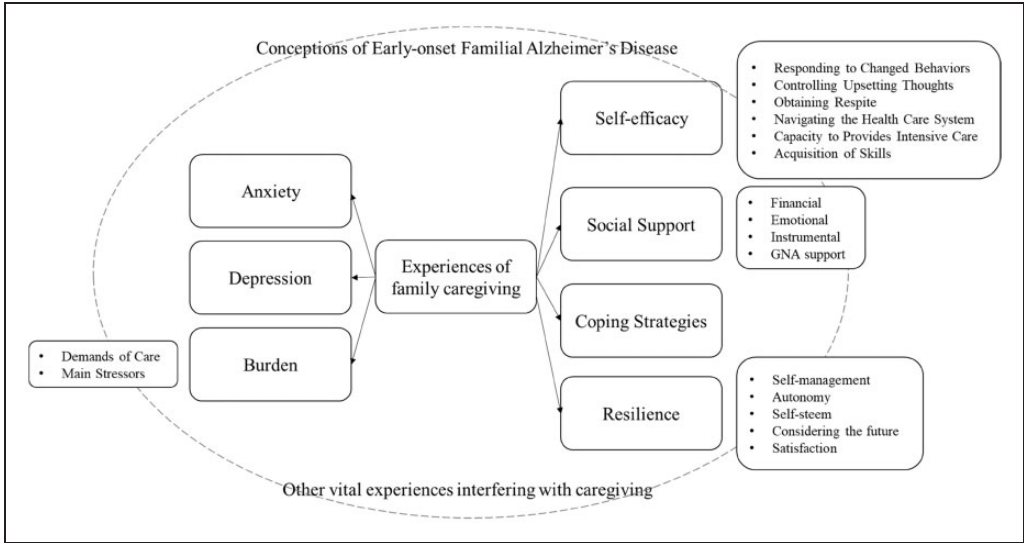 Conceptions of Early-onset Familial Alzheimer's Disease
Anxiety
Depression
Burden
• Demands of Care
• Main Stressors
Experiences of
family caregiving
Self-efficacy
• Responding to Changed Behaviors
• Controlling Upsetting Thoughts
• Obtaining Respite
• Navigating the Health Care System
• Capacity to Provides Intensive Care
• Acquisition of Skills
Social Support
• Financial
• Emotional
• Instrumental
• GNA support
Coping Strategies
Resilience
• Self-management
• Autonomy
• Self-steem
• Considering the future
• Satisfaction
Other vital experiences interfering with caregiving